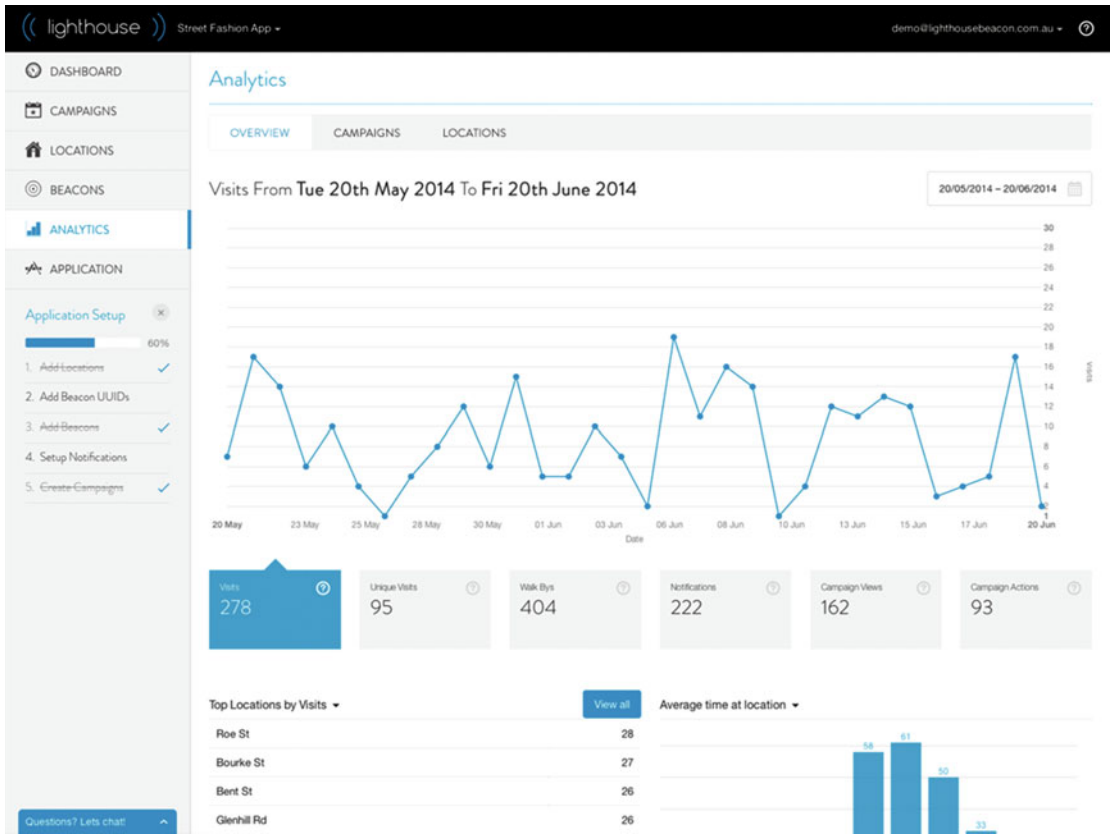 (( lighthouse )) Street Fashion App
demo@lighthousebeacon.com.au ?
DASHBOARD
CAMPAIGNS
LOCATIONS
BEACONS
ANALYTICS
APPLICATION
Application Setup ×
60%
1. Add Locations
2. Add Beacon UUIDs
3. Add Beacons
4. Setup Notifications
5. Create Campaigns
Questions? Lets chat!
Analytics
OVERVIEW CAMPAIGNS LOCATIONS
Visits From Tue 20th May 2014 To Fri 20th June 2014
20/05/2014 – 20/06/2014
30
28
26
24
22
20
18
16
14
12
10
8
6
4
2
1
Visits
20 May 23 May 25 May 28 May 30 May 01 Jun 03 Jun 06 Jun 08 Jun 10 Jun 13 Jun 15 Jun 17 Jun 20 Jun
Date
Visits ?
278
Unique Visits ?
95
Walk Bys ?
404
Notifications ?
222
Campaign Views ?
162
Campaign Actions ?
93
Top Locations by Visits View all
Roe St 28
Bourke St 27
Bent St 26
Glenhill Rd 26
Average time at location
58 61 50 33